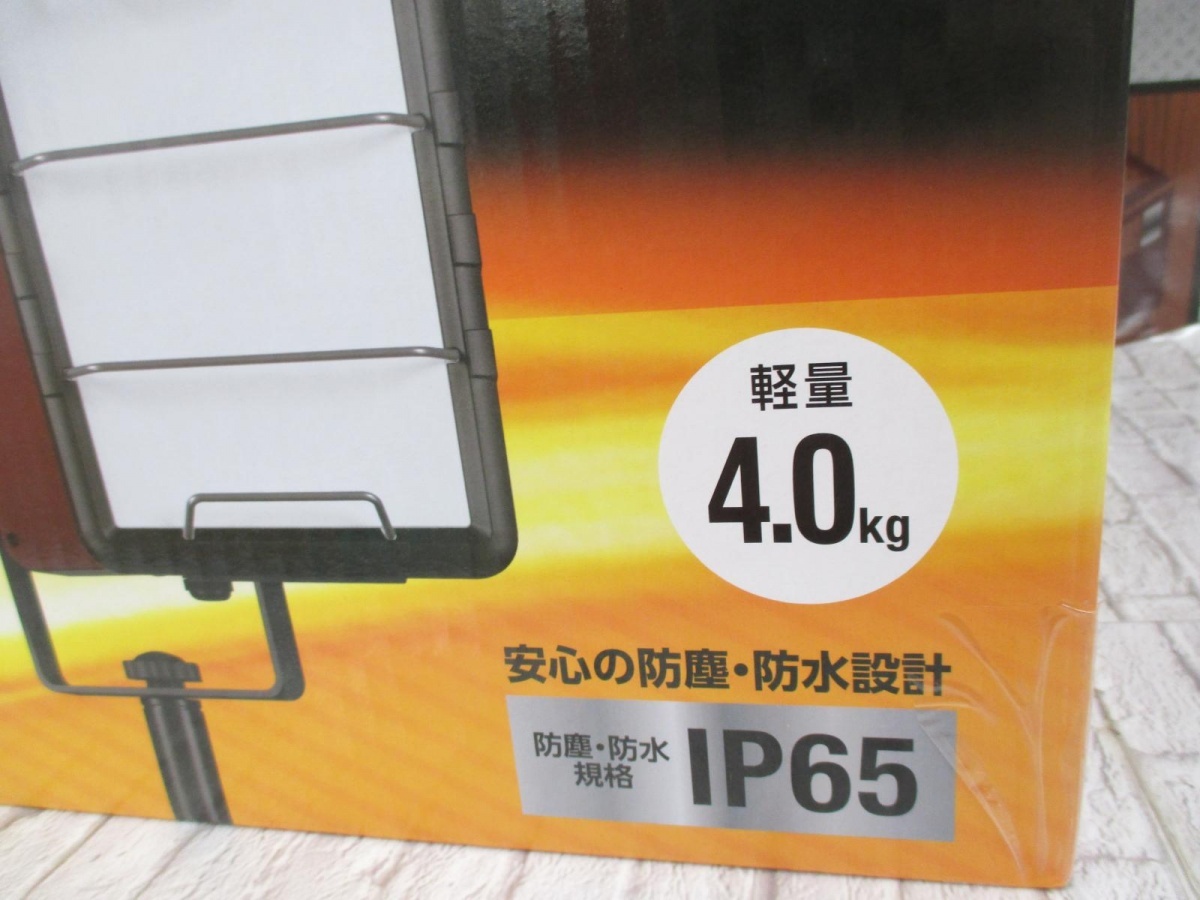 軽量
4.0kg
安心の防塵・防水設計
防塵・防水
規格
IP65